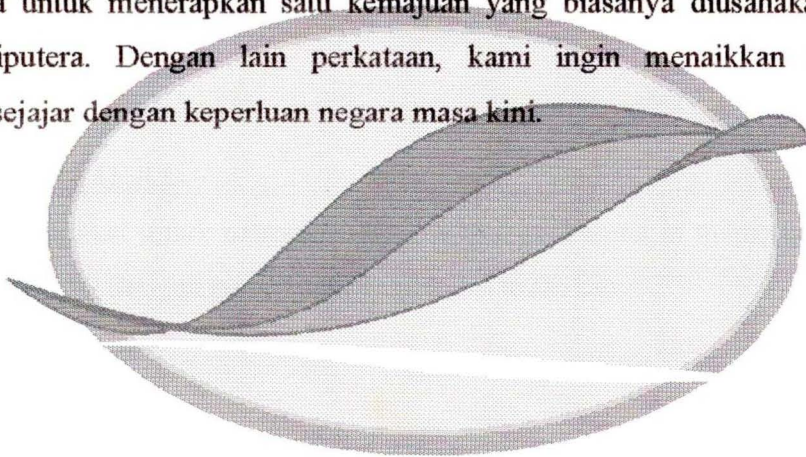 untuk menerapkan satu kemajuan yang biasanya diusahaka
iputera. Dengan lain perkataan, kami ingin menaikkan
sejajar dengan keperluan negara masa kini.